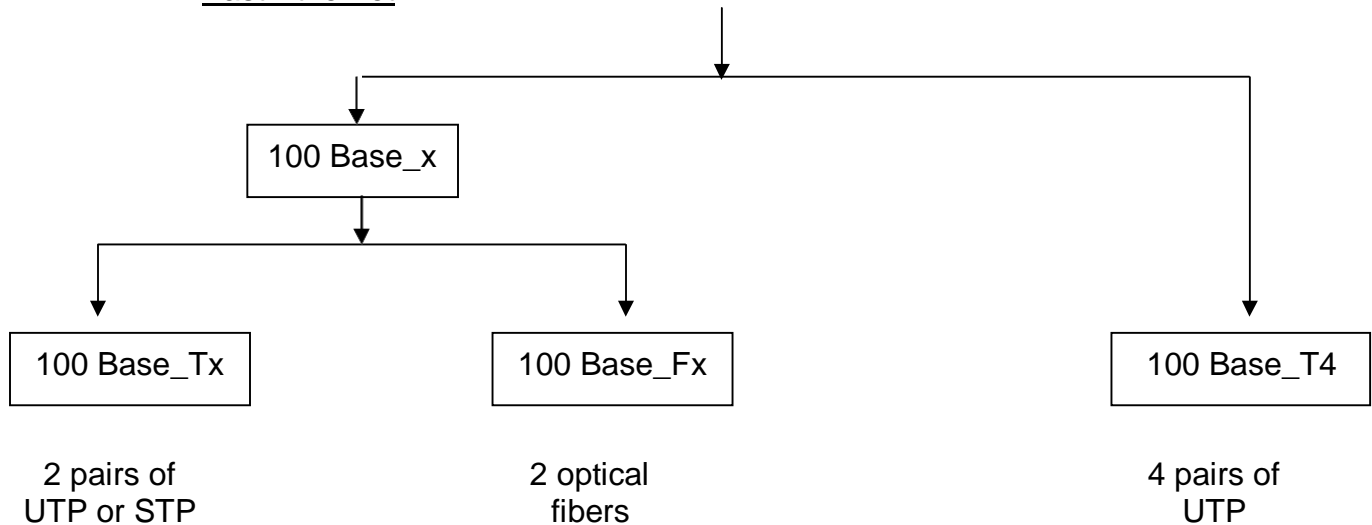 100 Base_x
100 Base_Tx
100 Base_Fx
100 Base_T4
2 pairs of
UTP or STP
2 optical
fibers
4 pairs of
UTP